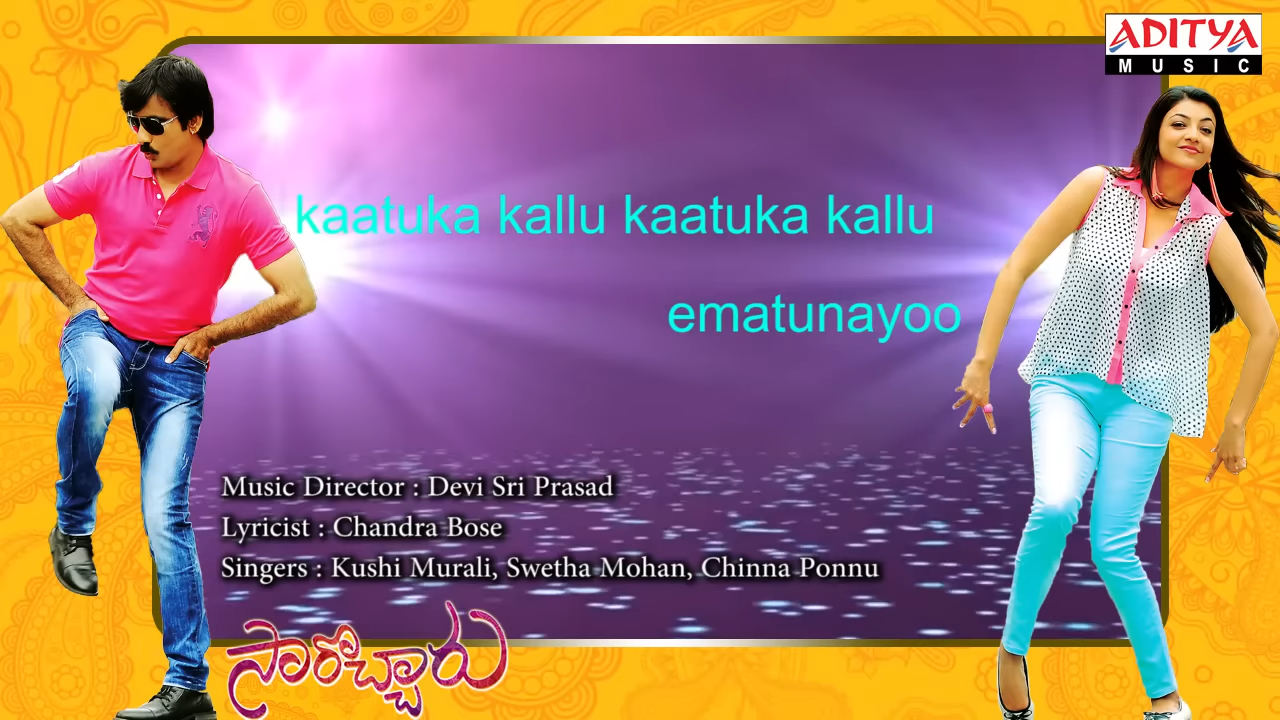 ADITYA
MUSIC
kaatuka kallu kaatuka kallu
ematunayoo
Music Director : Devi Sri Prasad
Lyricist : Chandra Bose
Singers : Kushi Murali, Swetha Mohan, Chinna Ponnu
సారొచ్చారు